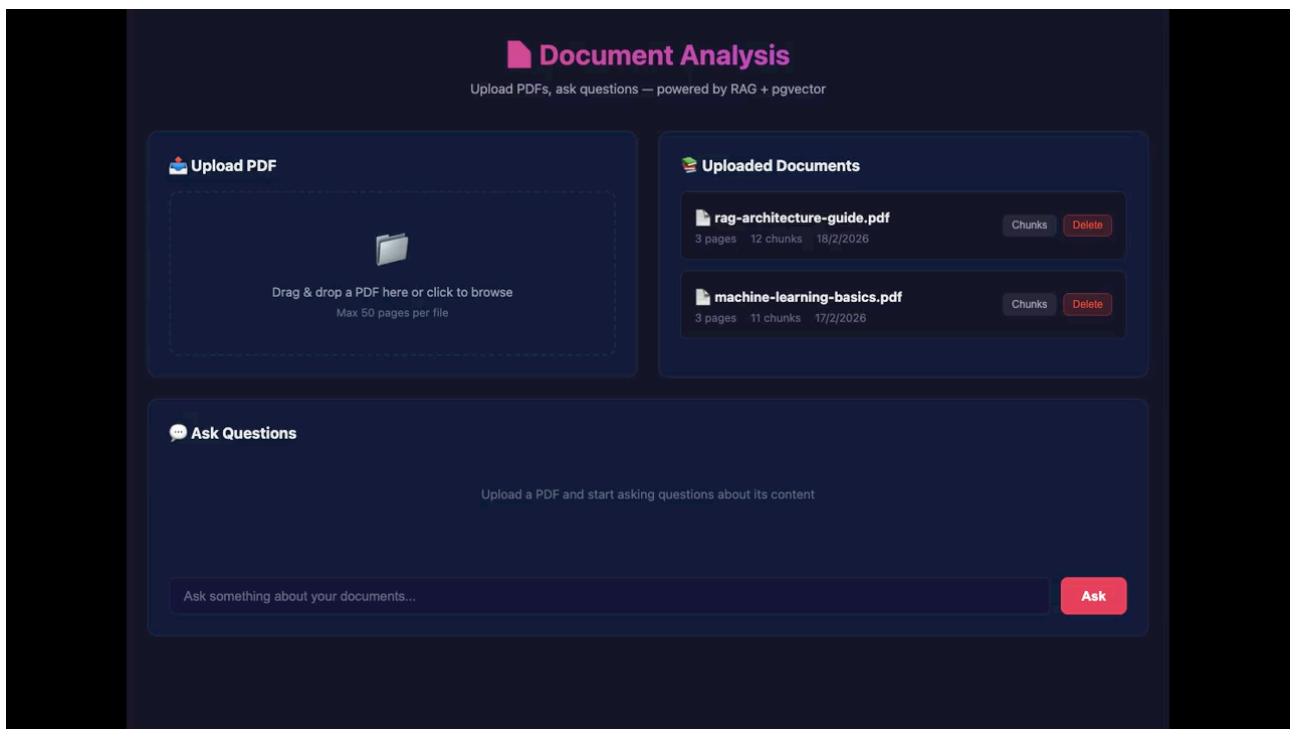 Document Analysis
Upload PDFs, ask questions — powered by RAG + pgvector
Upload PDF
Drag & drop a PDF here or click to browse
Max 50 pages per file
Uploaded Documents
rag-architecture-guide.pdf
3 pages 12 chunks 18/2/2026
Chunks Delete
machine-learning-basics.pdf
3 pages 11 chunks 17/2/2026
Chunks Delete
Ask Questions
Upload a PDF and start asking questions about its content
Ask something about your documents... Ask